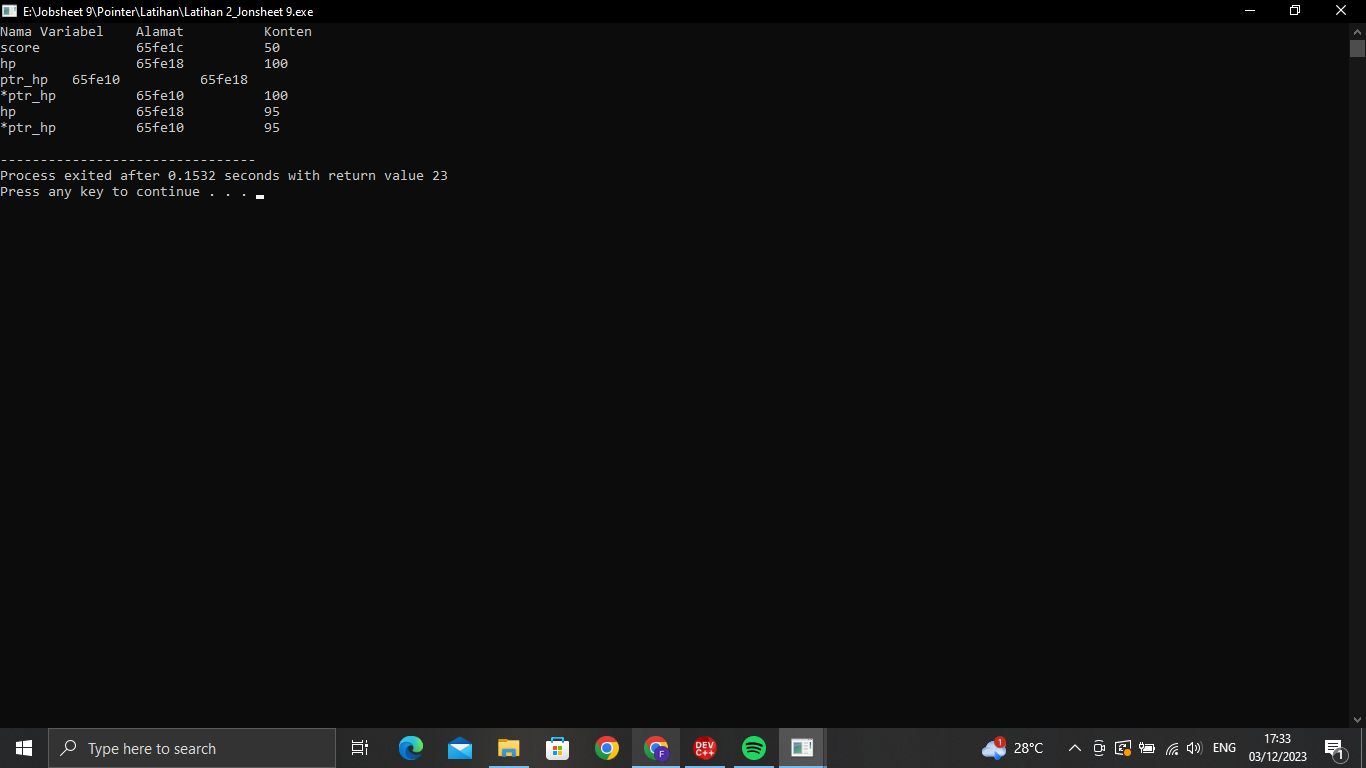 E:\Jobsheet 9\Pointer\Latihan\Latihan 2_Jonsheet 9.exe
Nama Variabel    Alamat          Konten
score            65fe1c          50
hp               65fe18          100
ptr_hp   65fe10          65fe18
*ptr_hp          65fe10          100
hp               65fe18          95
*ptr_hp          65fe10          95
--------------------------------
Process exited after 0.1532 seconds with return value 23
Press any key to continue . . .
Type here to search
DEV C++
F
1
28°C
ENG
17:33
03/12/2023
1